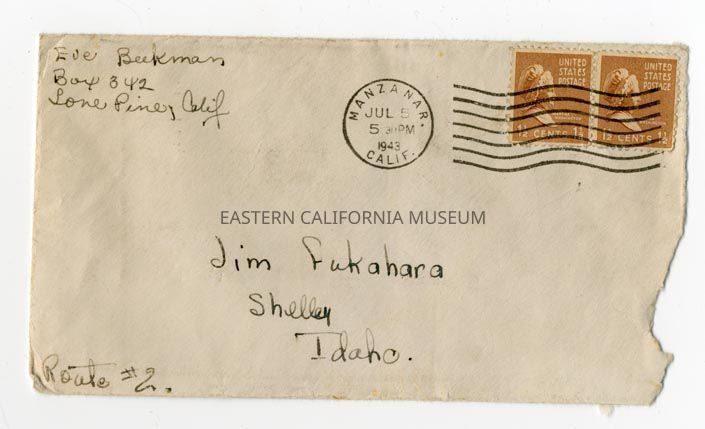 Eve Beekman
Box 342
Lone Pine, Calif
MANZANAR.
JUL 5
5 30 PM
1943
CALIF.
UNITED
STATES
POSTAGE
1½ CENTS 1½
UNITED
STATES
POSTAGE
1½ CENTS 1½
EASTERN CALIFORNIA MUSEUM
Jim Fukahara
Shelley
Idaho.
Route #2.